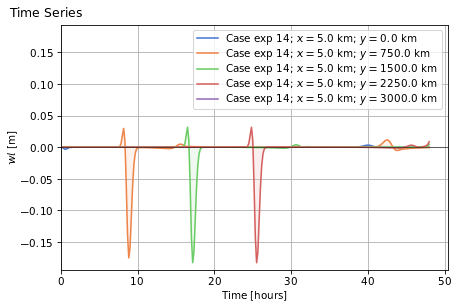 Time Series
Case exp 14; x = 5.0 km; y = 0.0 km
Case exp 14; x = 5.0 km; y = 750.0 km
Case exp 14; x = 5.0 km; y = 1500.0 km
Case exp 14; x = 5.0 km; y = 2250.0 km
Case exp 14; x = 5.0 km; y = 3000.0 km
wl [m]
0.15
0.10
0.05
0.00
−0.05
−0.10
−0.15
0 10 20 30 40 50
Time [hours]